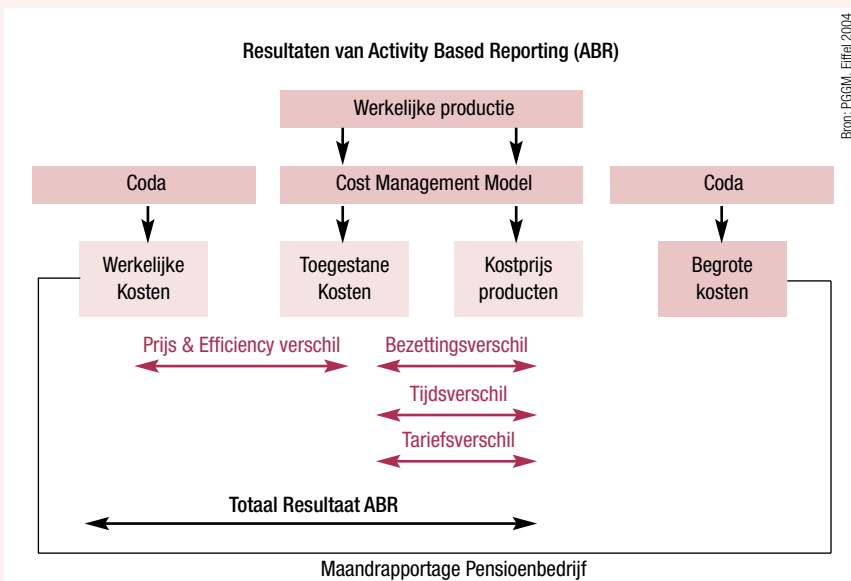 Resultaten van Activity Based Reporting (ABR)
Bron: PGGM, Eiffel 2004
Werkelijke productie
Coda
Cost Management Model
Coda
Werkelijke
Kosten
Toegestane
Kosten
Kostprijs
producten
Begrote
kosten
Prijs & Efficiency verschil
Bezettingsverschil
Tijdsverschil
Tariefsverschil
Totaal Resultaat ABR
Maandrapportage Pensioenbedrijf